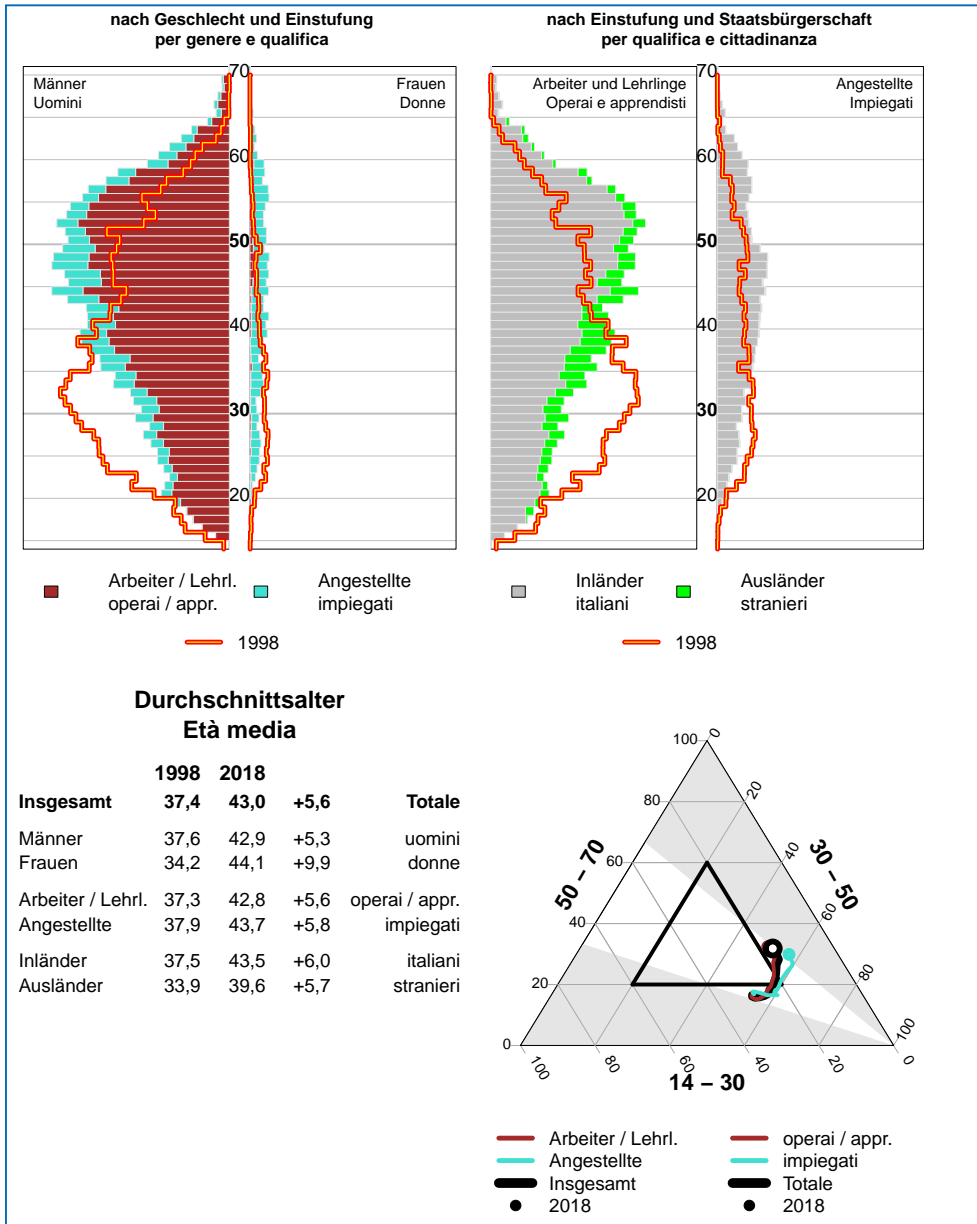 nach Geschlecht und Einstufung
per genere e qualifica
nach Einstufung und Staatsbürgerschaft
per qualifica e cittadinanza
Männer
Uomini
70
Frauen
Donne
60
50
40
30
20
Arbeiter und Lehrlinge
Operai e apprendisti
70
Angestellte
Impiegati
60
50
40
30
20
Arbeiter / Lehrl.
operai / appr.
Angestellte
impiegati
1998
Inländer
italiani
Ausländer
stranieri
1998
Durchschnittsalter
Età media
1998 2018
Insgesamt 37,4 43,0 +5,6 Totale
Männer 37,6 42,9 +5,3 uomini
Frauen 34,2 44,1 +9,9 donne
Arbeiter / Lehrl. 37,3 42,8 +5,6 operai / appr.
Angestellte 37,9 43,7 +5,8 impiegati
Inländer 37,5 43,5 +6,0 italiani
Ausländer 33,9 39,6 +5,7 stranieri
100 0
80 20
60 40
40 60
20 80
0 100
100 80 60 40 20 0
50 – 70
30 – 50
14 – 30
Arbeiter / Lehrl. operai / appr.
Angestellte impiegati
Insgesamt Totale
2018 2018